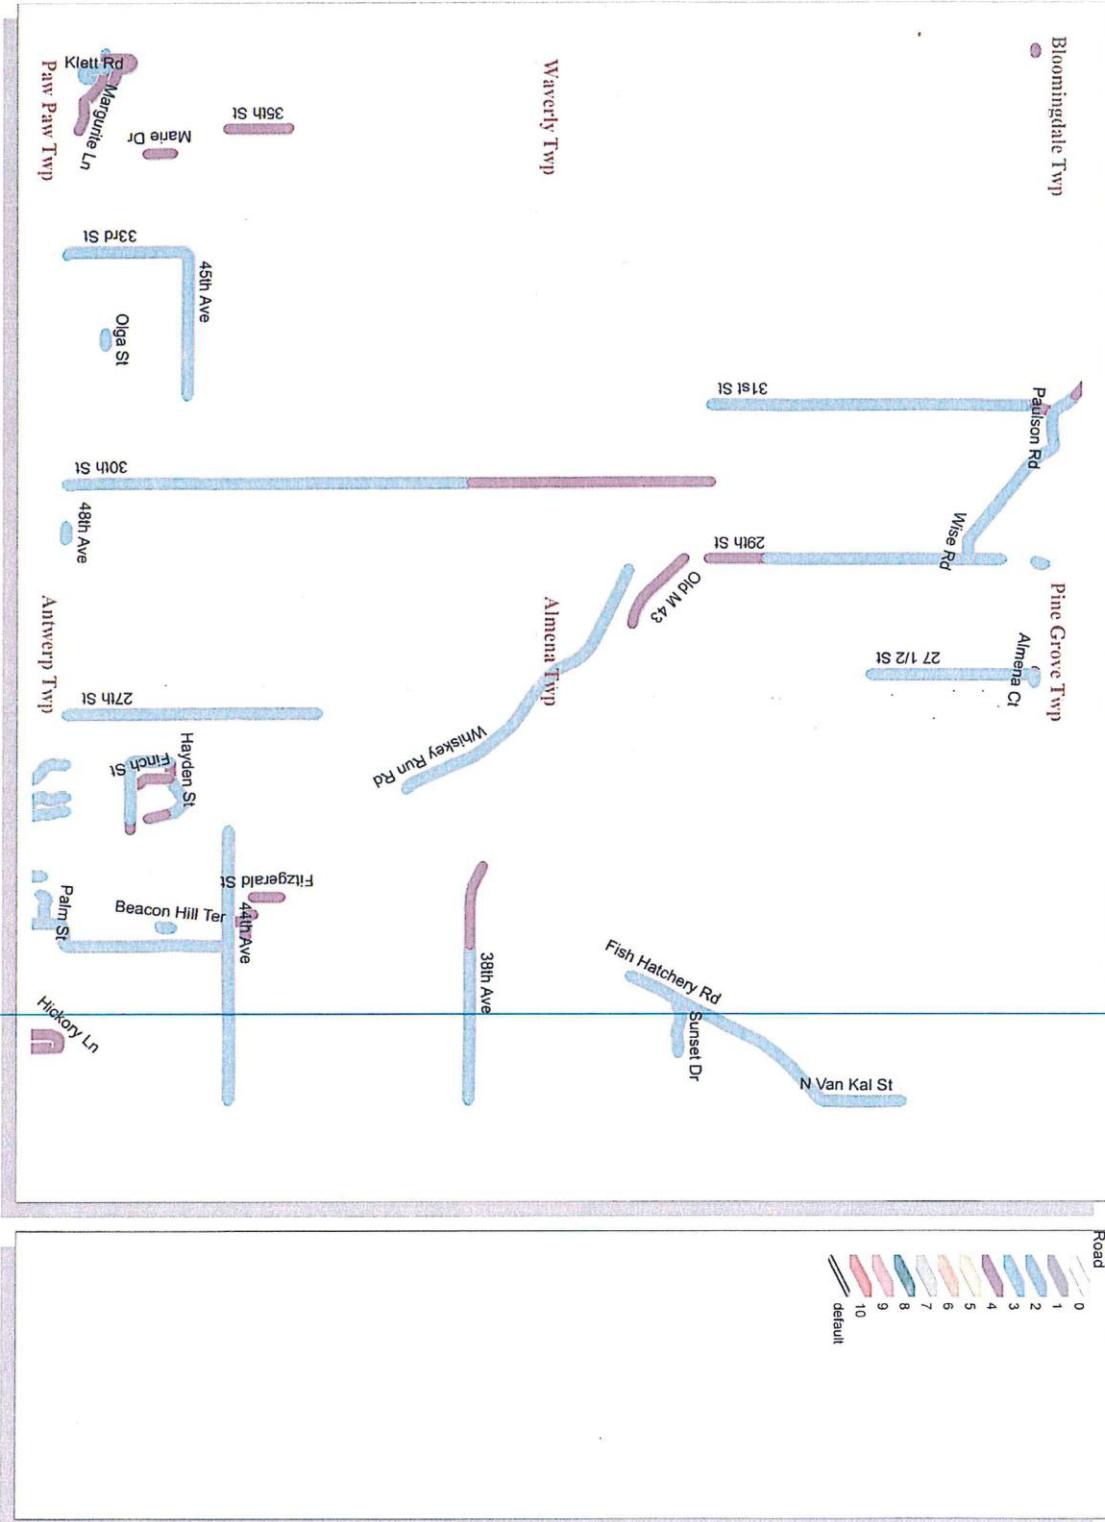 Bloomingdale Twp
Pine Grove Twp
Waverly Twp
Almena Twp
Paw Paw Twp
Antwerp Twp
Klett Rd
Margurite Ln
Marie Dr
35th St
33rd St
45th Ave
Olga St
31st St
Paulson Rd
Wise Rd
30th St
48th Ave
29th St
Old M 43
27 1/2 St
Almena Ct
27th St
Whiskey Run Rd
Hayden St
Finch St
Fitzgerald St
44th Ave
Beacon Hill Ter
Palm St
Hickory Ln
38th Ave
Fish Hatchery Rd
Sunset Dr
N Van Kal St
Road
0
1
2
3
4
5
6
7
8
9
10
default